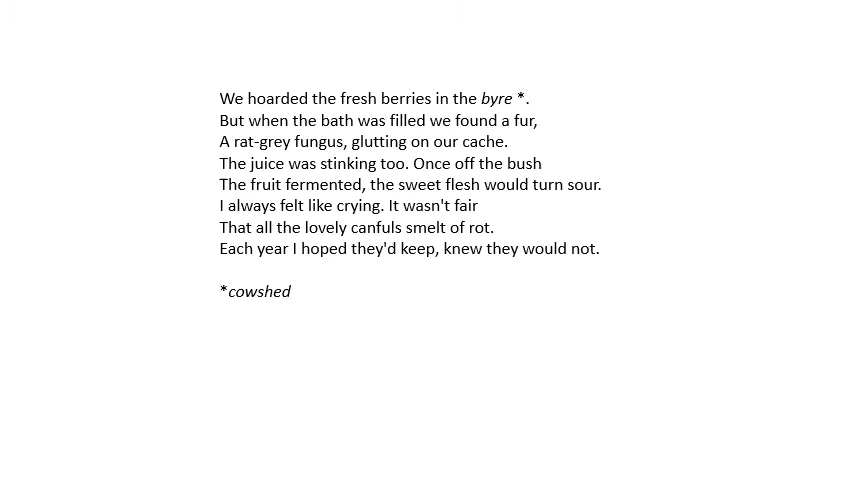 We hoarded the fresh berries in the byre *.
But when the bath was filled we found a fur,
A rat-grey fungus, glutting on our cache.
The juice was stinking too. Once off the bush
The fruit fermented, the sweet flesh would turn sour.
I always felt like crying. It wasn't fair
That all the lovely canfuls smelt of rot.
Each year I hoped they'd keep, knew they would not.
*cowshed